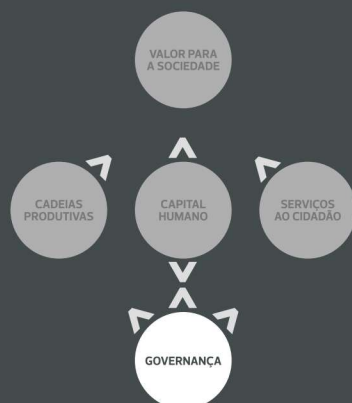 VALOR PARA
A SOCIEDADE
CADEIAS
PRODUTIVAS
CAPITAL
HUMANO
SERVIÇOS
AO CIDADÃO
GOVERNANÇA